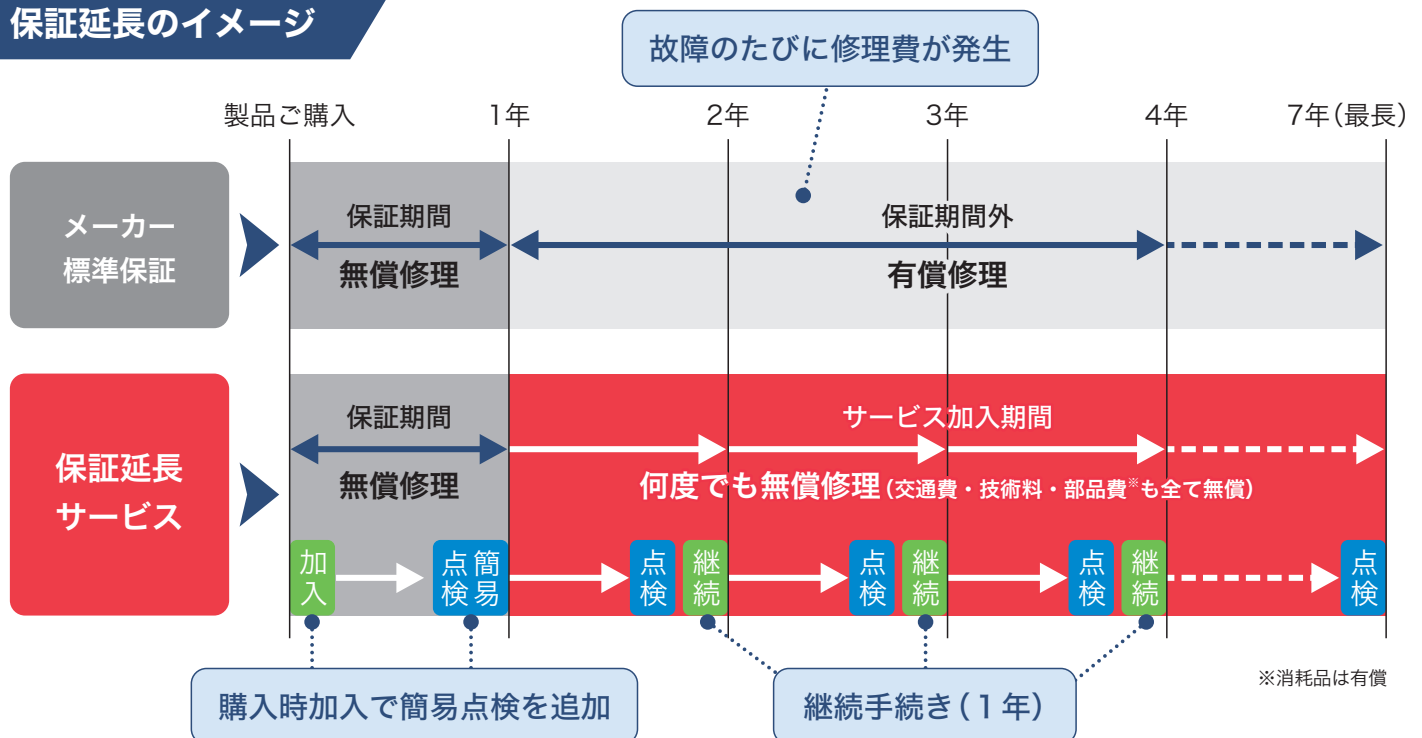 保証延長のイメージ
故障のたびに修理費が発生
製品ご購入 1年 2年 3年 4年 7年(最長)
メーカー
標準保証
保証期間
無償修理
保証期間外
有償修理
保証延長
サービス
保証期間
無償修理
サービス加入期間
何度でも無償修理(交通費・技術料・部品費※も全て無償)
加入
簡易点検
点検
継続
点検
継続
点検
継続
点検
購入時加入で簡易点検を追加
継続手続き(1年)
※消耗品は有償